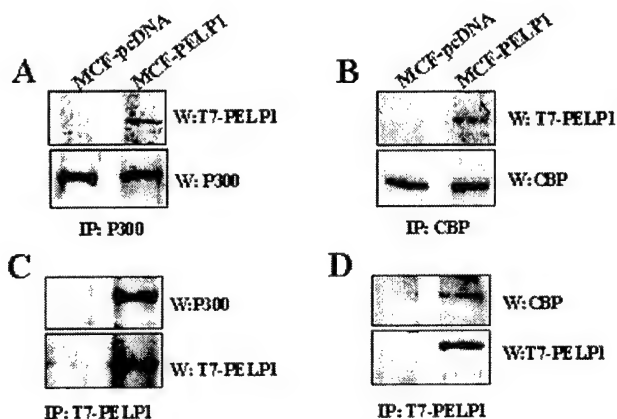 A
MCF-pcDNA
MCF-PELP1
W:T7-PELP1
W: P300
IP: P300
B
MCF-pcDNA
MCF-PELP1
W: T7-PELP1
W:CBP
IP: CBP
C
W:P300
W: T7-PELP1
IP: T7-PELP1
D
W: CBP
W:T7-PELP1
IP: T7-PELP1